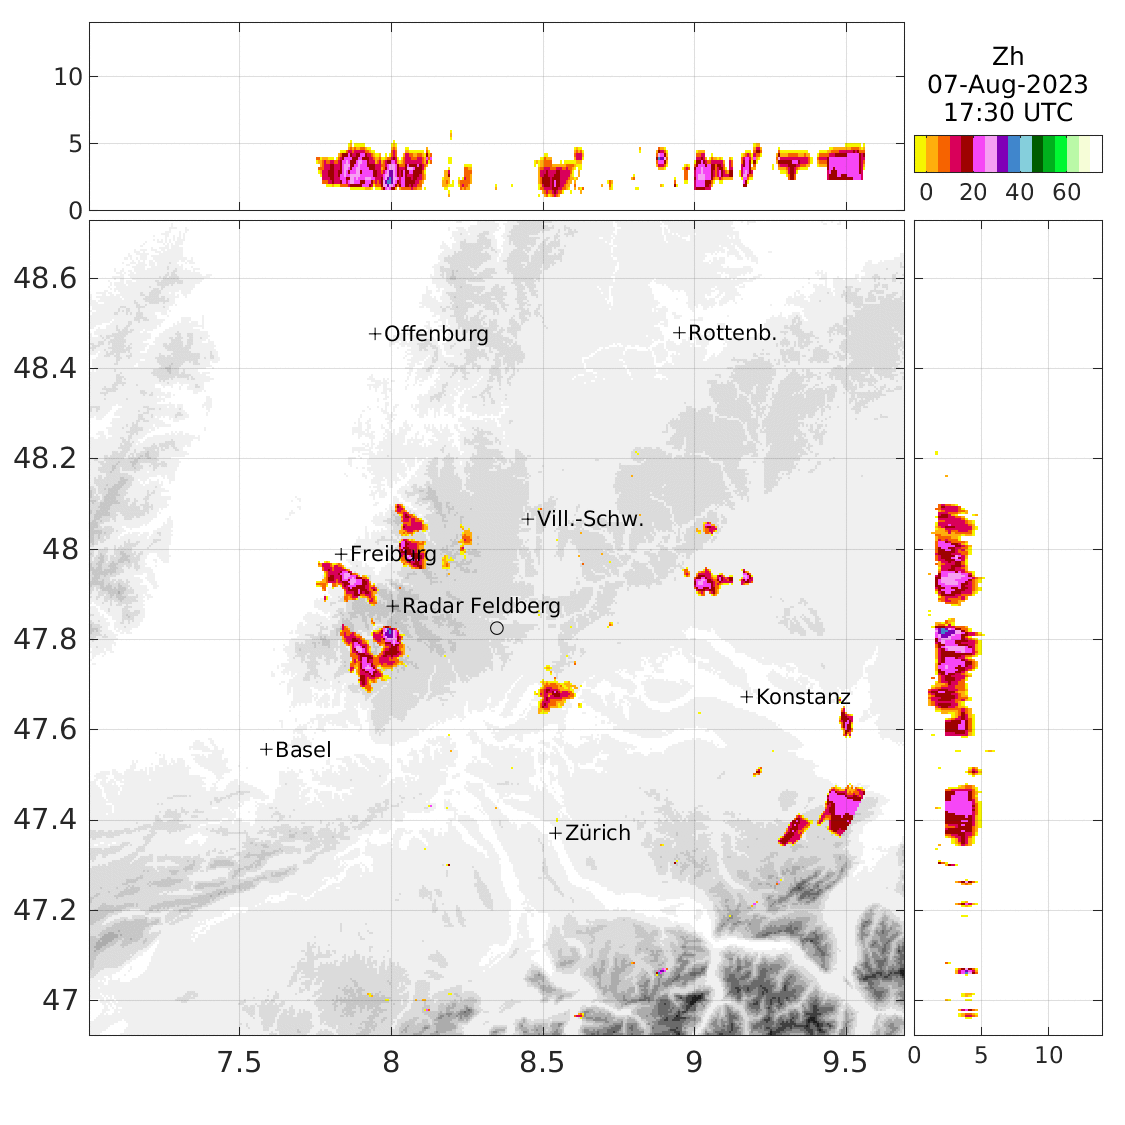 10
5
0
Zh
07-Aug-2023
17:30 UTC
0 20 40 60
48.6
48.4
48.2
48
47.8
47.6
47.4
47.2
47
+Offenburg
+Rottenb.
+Vill.-Schw.
+Freiburg
+Radar Feldberg
+Konstanz
+Basel
+Zürich
7.5 8 8.5 9 9.5
0 5 10